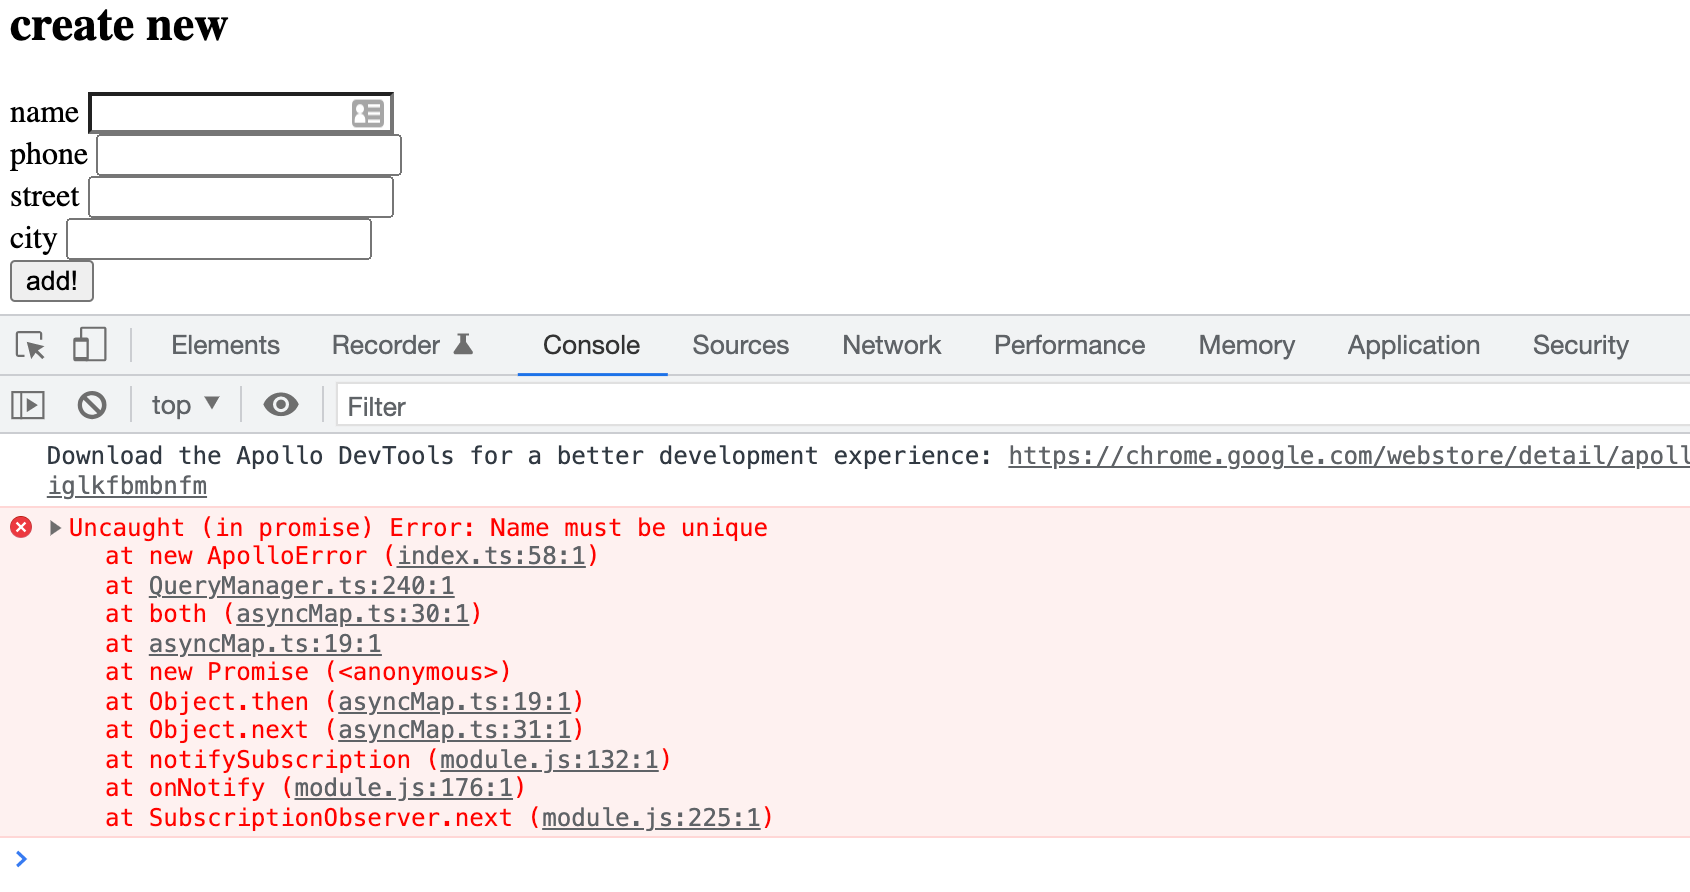 create new
name
phone
street
city
add!
Elements Recorder Console Sources Network Performance Memory Application Security
top Filter
Download the Apollo DevTools for a better development experience: https://chrome.google.com/webstore/detail/apoll
iglkfbmbnfm
Uncaught (in promise) Error: Name must be unique
at new ApolloError (index.ts:58:1)
at QueryManager.ts:240:1
at both (asyncMap.ts:30:1)
at asyncMap.ts:19:1
at new Promise (<anonymous>)
at Object.then (asyncMap.ts:19:1)
at Object.next (asyncMap.ts:31:1)
at notifySubscription (module.js:132:1)
at onNotify (module.js:176:1)
at SubscriptionObserver.next (module.js:225:1)